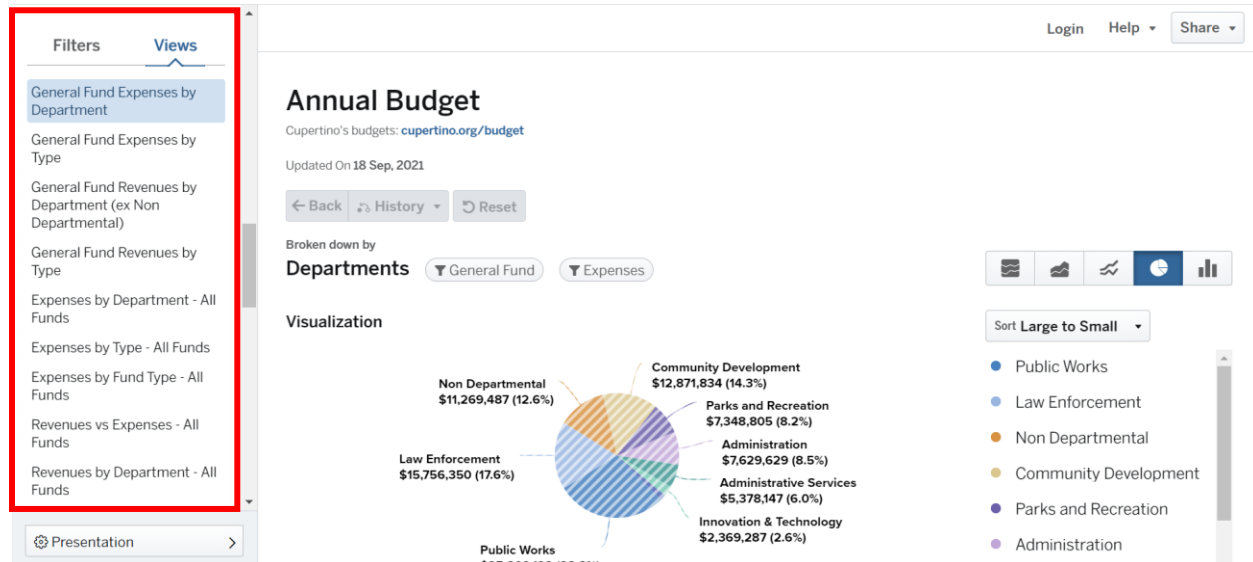 Filters Views
General Fund Expenses by
Department
General Fund Expenses by
Type
General Fund Revenues by
Department (ex Non
Departmental)
General Fund Revenues by
Type
Expenses by Department - All
Funds
Expenses by Type - All Funds
Expenses by Fund Type - All
Funds
Revenues vs Expenses - All
Funds
Revenues by Department - All
Funds
Presentation
Login Help Share
Annual Budget
Cupertino's budgets: cupertino.org/budget
Updated On 18 Sep, 2021
Back History Reset
Broken down by
Departments General Fund Expenses
Visualization
Community Development
$12,871,834 (14.3%)
Non Departmental
$11,269,487 (12.6%)
Parks and Recreation
$7,348,805 (8.2%)
Administration
$7,629,629 (8.5%)
Law Enforcement
$15,756,350 (17.6%)
Administrative Services
$5,378,147 (6.0%)
Innovation & Technology
$2,369,287 (2.6%)
Public Works
Sort Large to Small
Public Works
Law Enforcement
Non Departmental
Community Development
Parks and Recreation
Administration